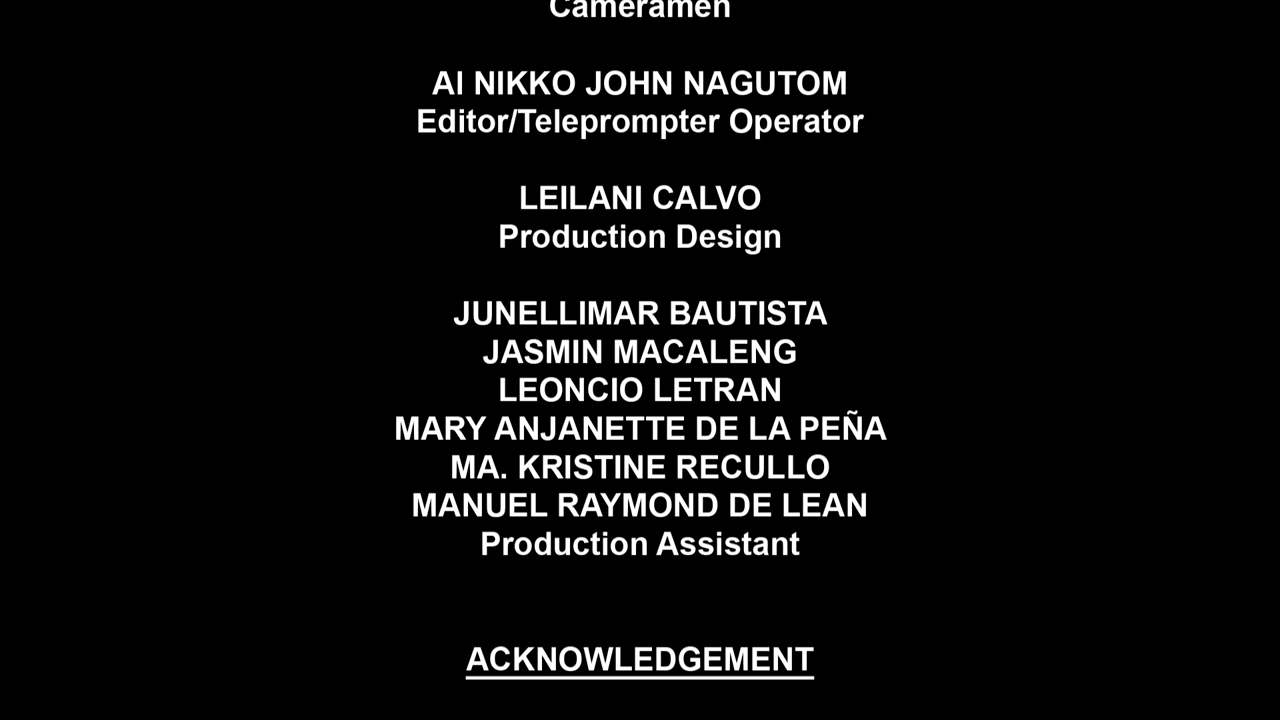 Cameramen
AI NIKKO JOHN NAGUTOM
Editor/Teleprompter Operator
LEILANI CALVO
Production Design
JUNELLIMAR BAUTISTA
JASMIN MACALENG
LEONCIO LETRAN
MARY ANJANETTE DE LA PEÑA
MA. KRISTINE RECULLO
MANUEL RAYMOND DE LEAN
Production Assistant
ACKNOWLEDGEMENT